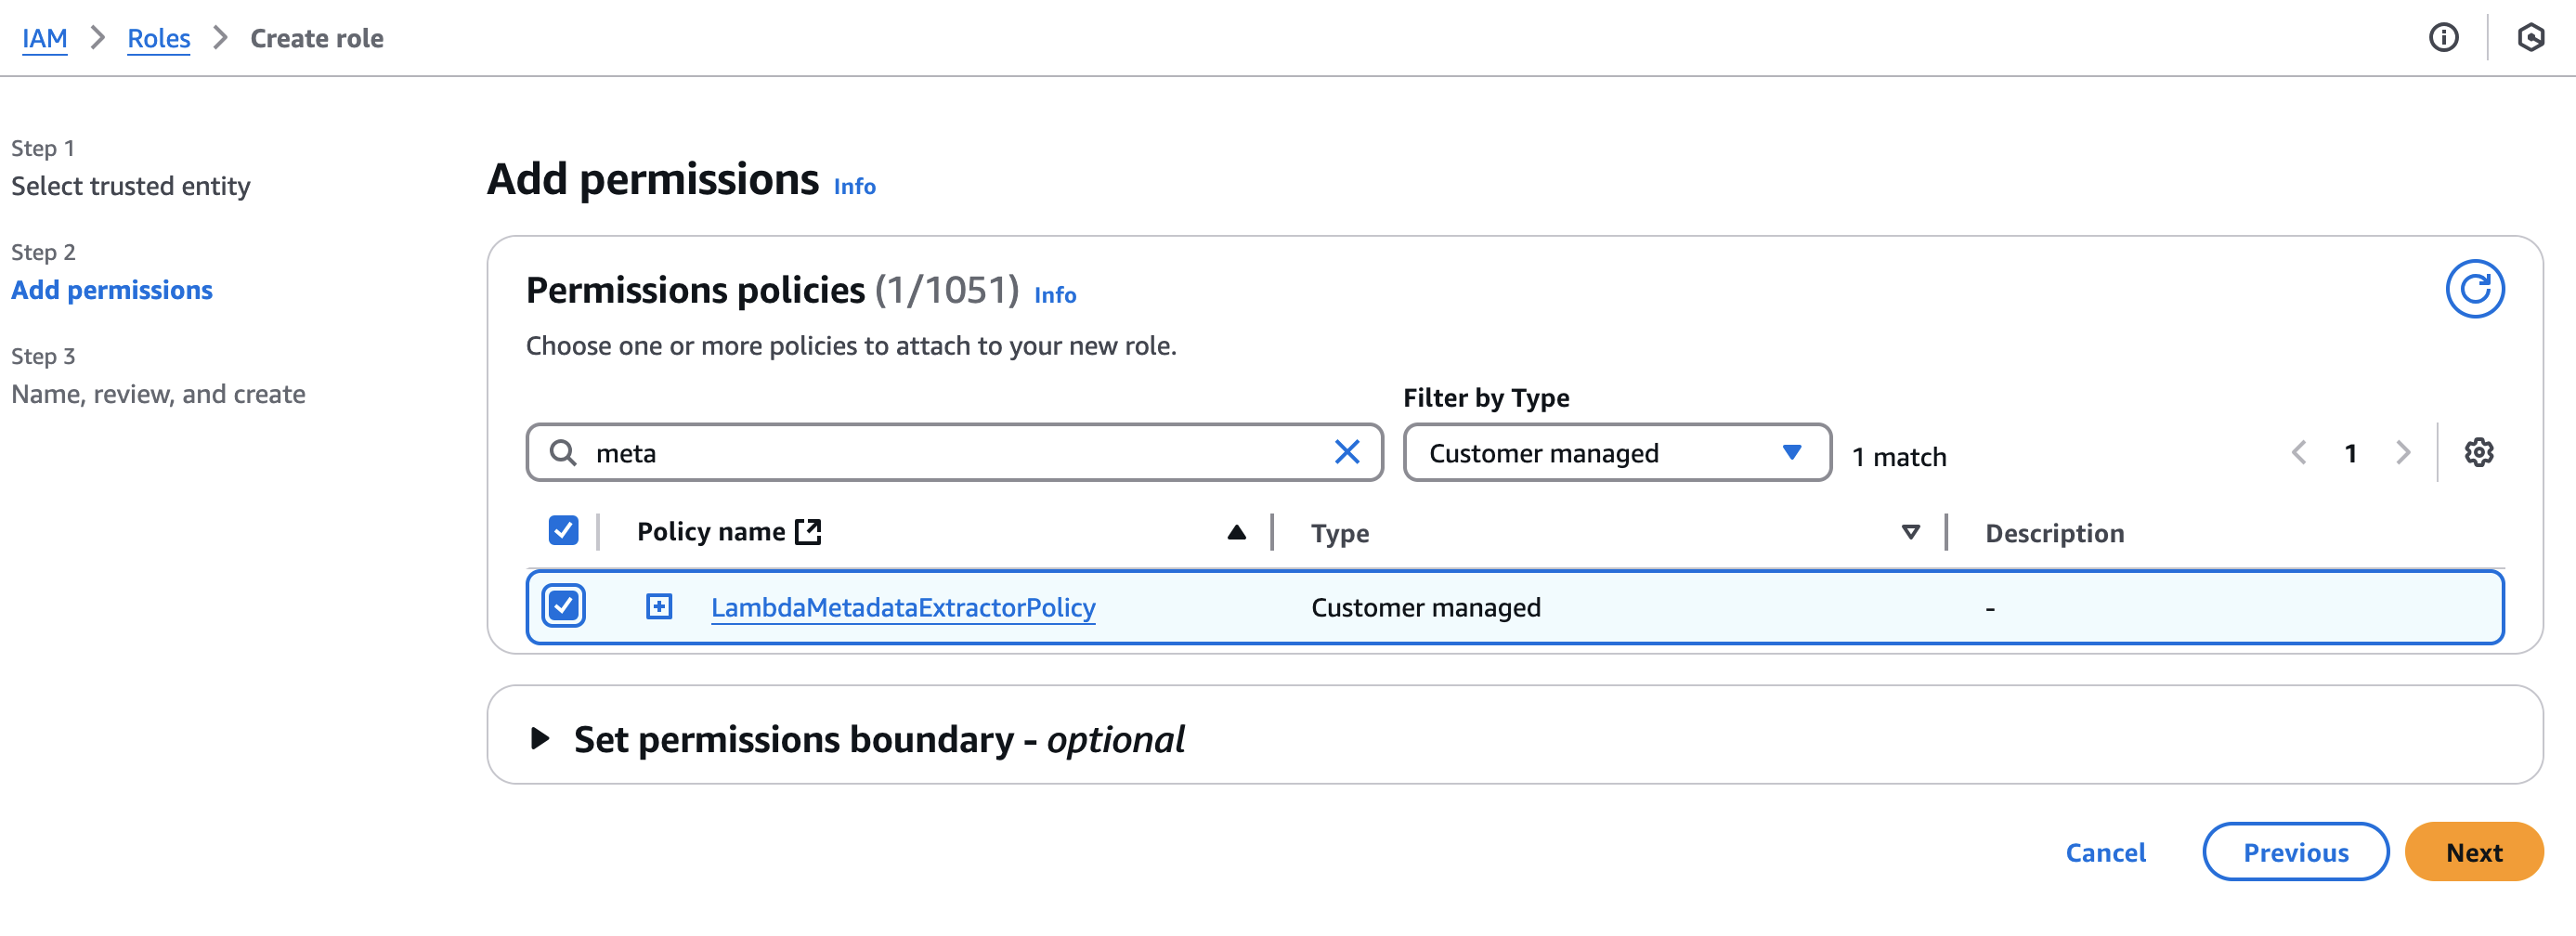 IAM > Roles > Create role
Step 1
Select trusted entity
Step 2
Add permissions
Step 3
Name, review, and create
Add permissions Info
Permissions policies (1/1051) Info
Choose one or more policies to attach to your new role.
Filter by Type
meta
Customer managed
1 match
1
Policy name Type Description
LambdaMetadataExtractorPolicy Customer managed -
Set permissions boundary - optional
Cancel Previous Next